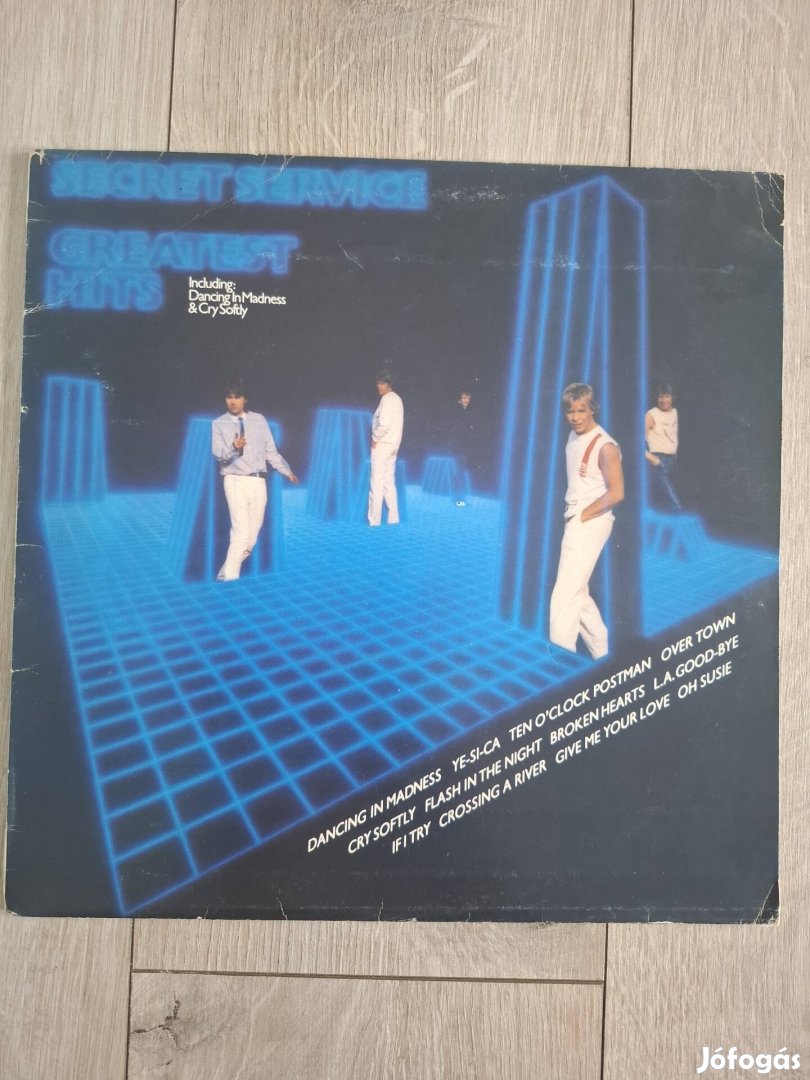 SECRET SERVICE
GREATEST
HITS
Including:
Dancing In Madness
& Cry Softly
DANCING IN MADNESS YE-SI-CA TEN O'CLOCK POSTMAN OVER TOWN
CRY SOFTLY FLASH IN THE NIGHT BROKEN HEARTS L.A. GOOD-BYE
IF I TRY CROSSING A RIVER GIVE ME YOUR LOVE OH SUSIE
Jófogás